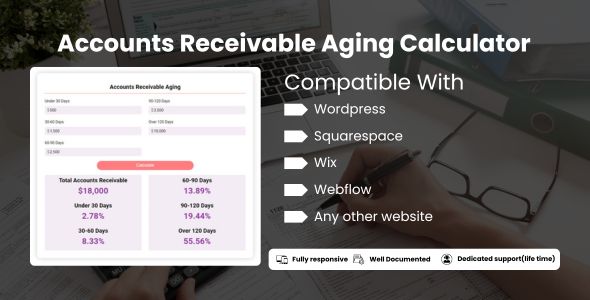 Accounts Receivable Aging Calculator
Accounts Receivable Aging
Under 30 Days
90-120 Days
$500
$3,500
30-60 Days
Over 120 Days
$1,500
$10,000
60-90 Days
$2,500
Calculate
Total Accounts Receivable
60-90 Days
$18,000
13.89%
Under 30 Days
90-120 Days
2.78%
19.44%
30-60 Days
Over 120 Days
8.33%
55.56%
Compatible With
Wordpress
Squarespace
Wix
Webflow
Any other website
Fully responsive
Well Documented
Dedicated support(life time)